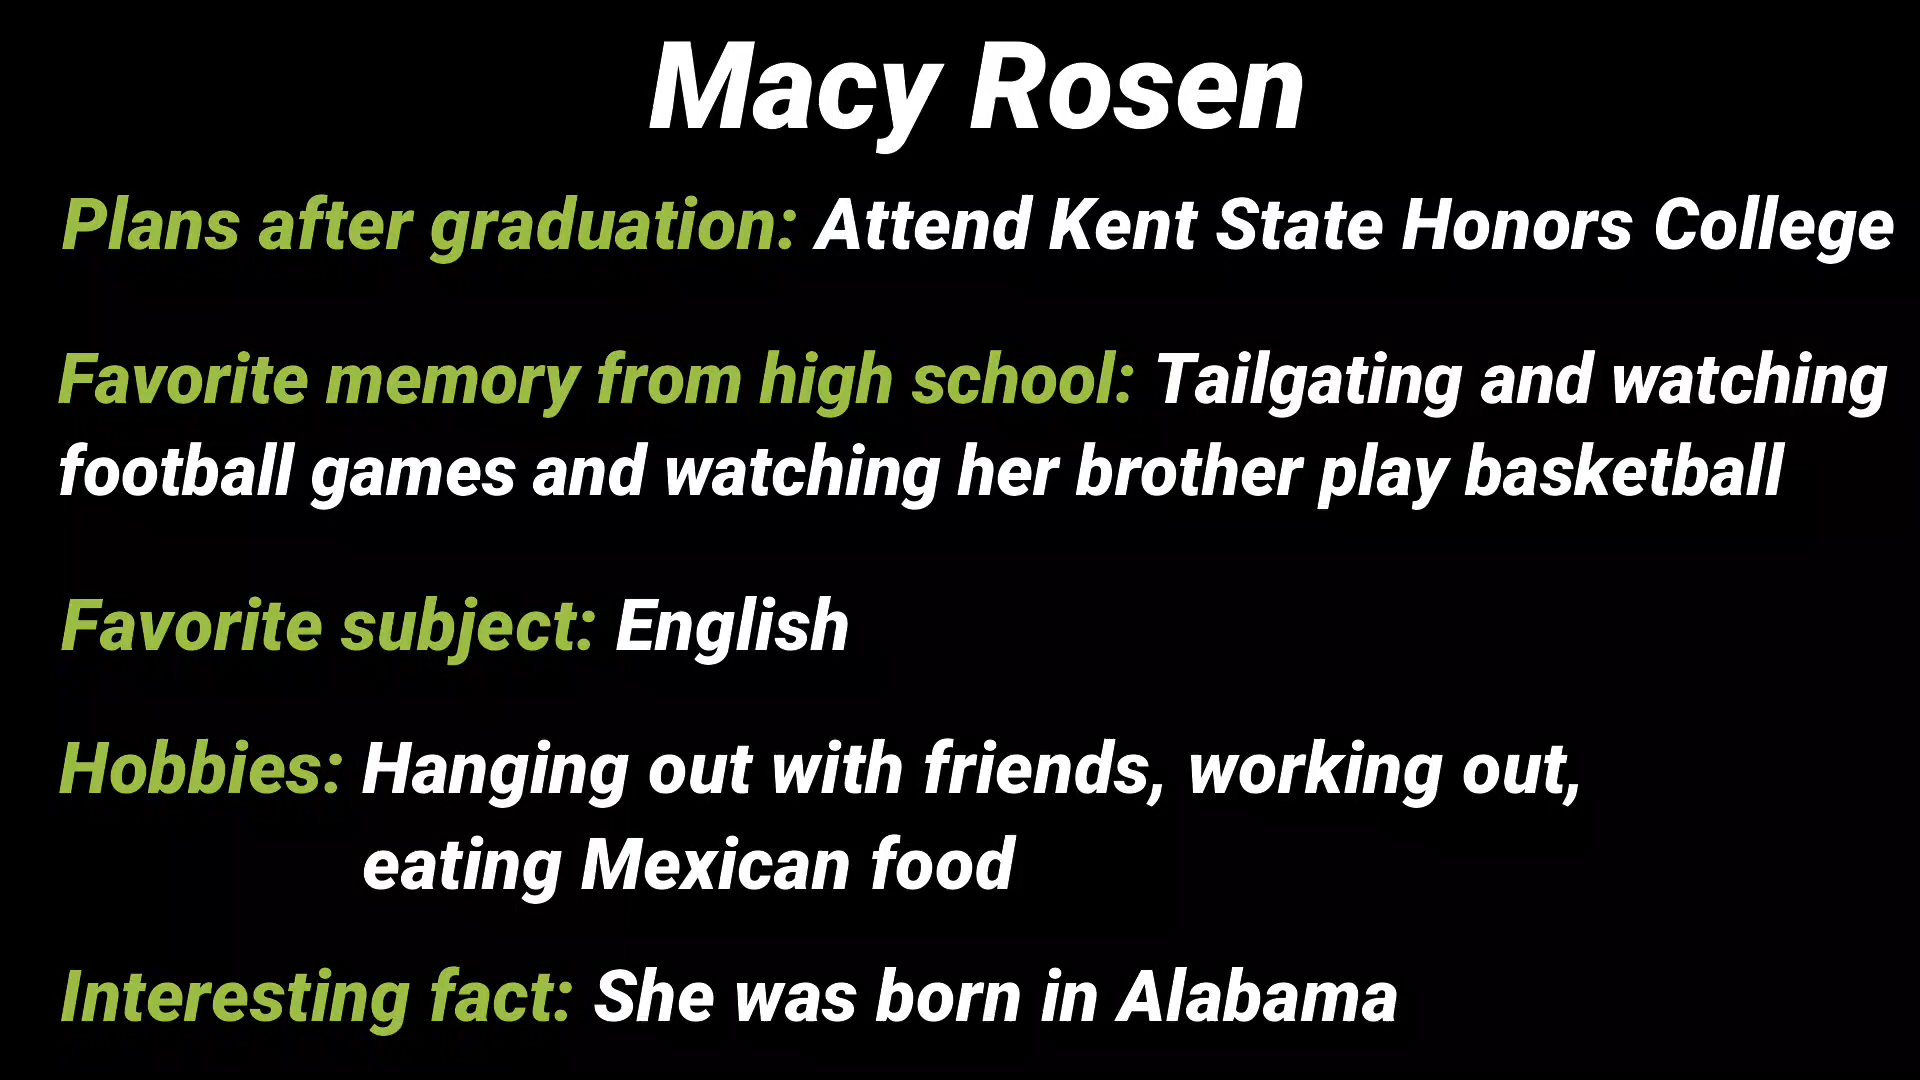 Macy Rosen
Plans after graduation: Attend Kent State Honors College
Favorite memory from high school: Tailgating and watching
football games and watching her brother play basketball
Favorite subject: English
Hobbies: Hanging out with friends, working out,
eating Mexican food
Interesting fact: She was born in Alabama